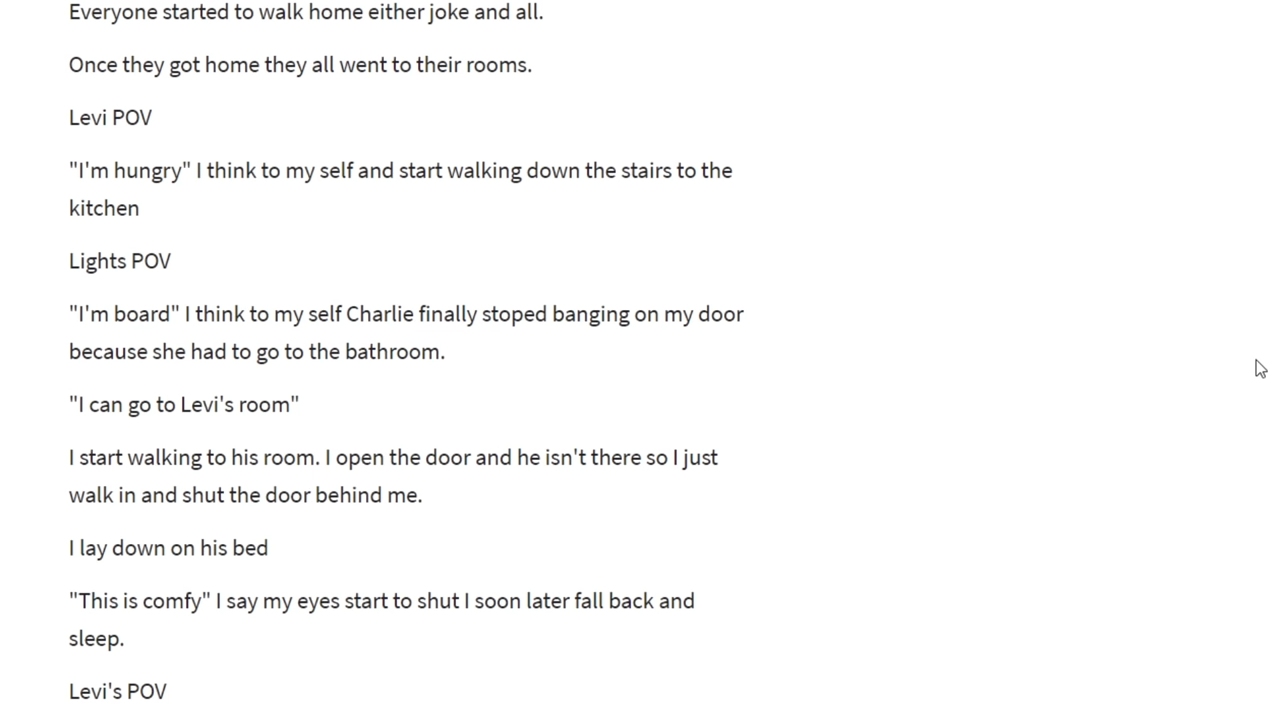 Everyone started to walk home either joke and all.
Once they got home they all went to their rooms.
Levi POV
"I'm hungry" I think to my self and start walking down the stairs to the
kitchen
Lights POV
"I'm board" I think to my self Charlie finally stoped banging on my door
because she had to go to the bathroom.
"I can go to Levi's room"
I start walking to his room. I open the door and he isn't there so I just
walk in and shut the door behind me.
I lay down on his bed
"This is comfy" I say my eyes start to shut I soon later fall back and
sleep.
Levi's POV